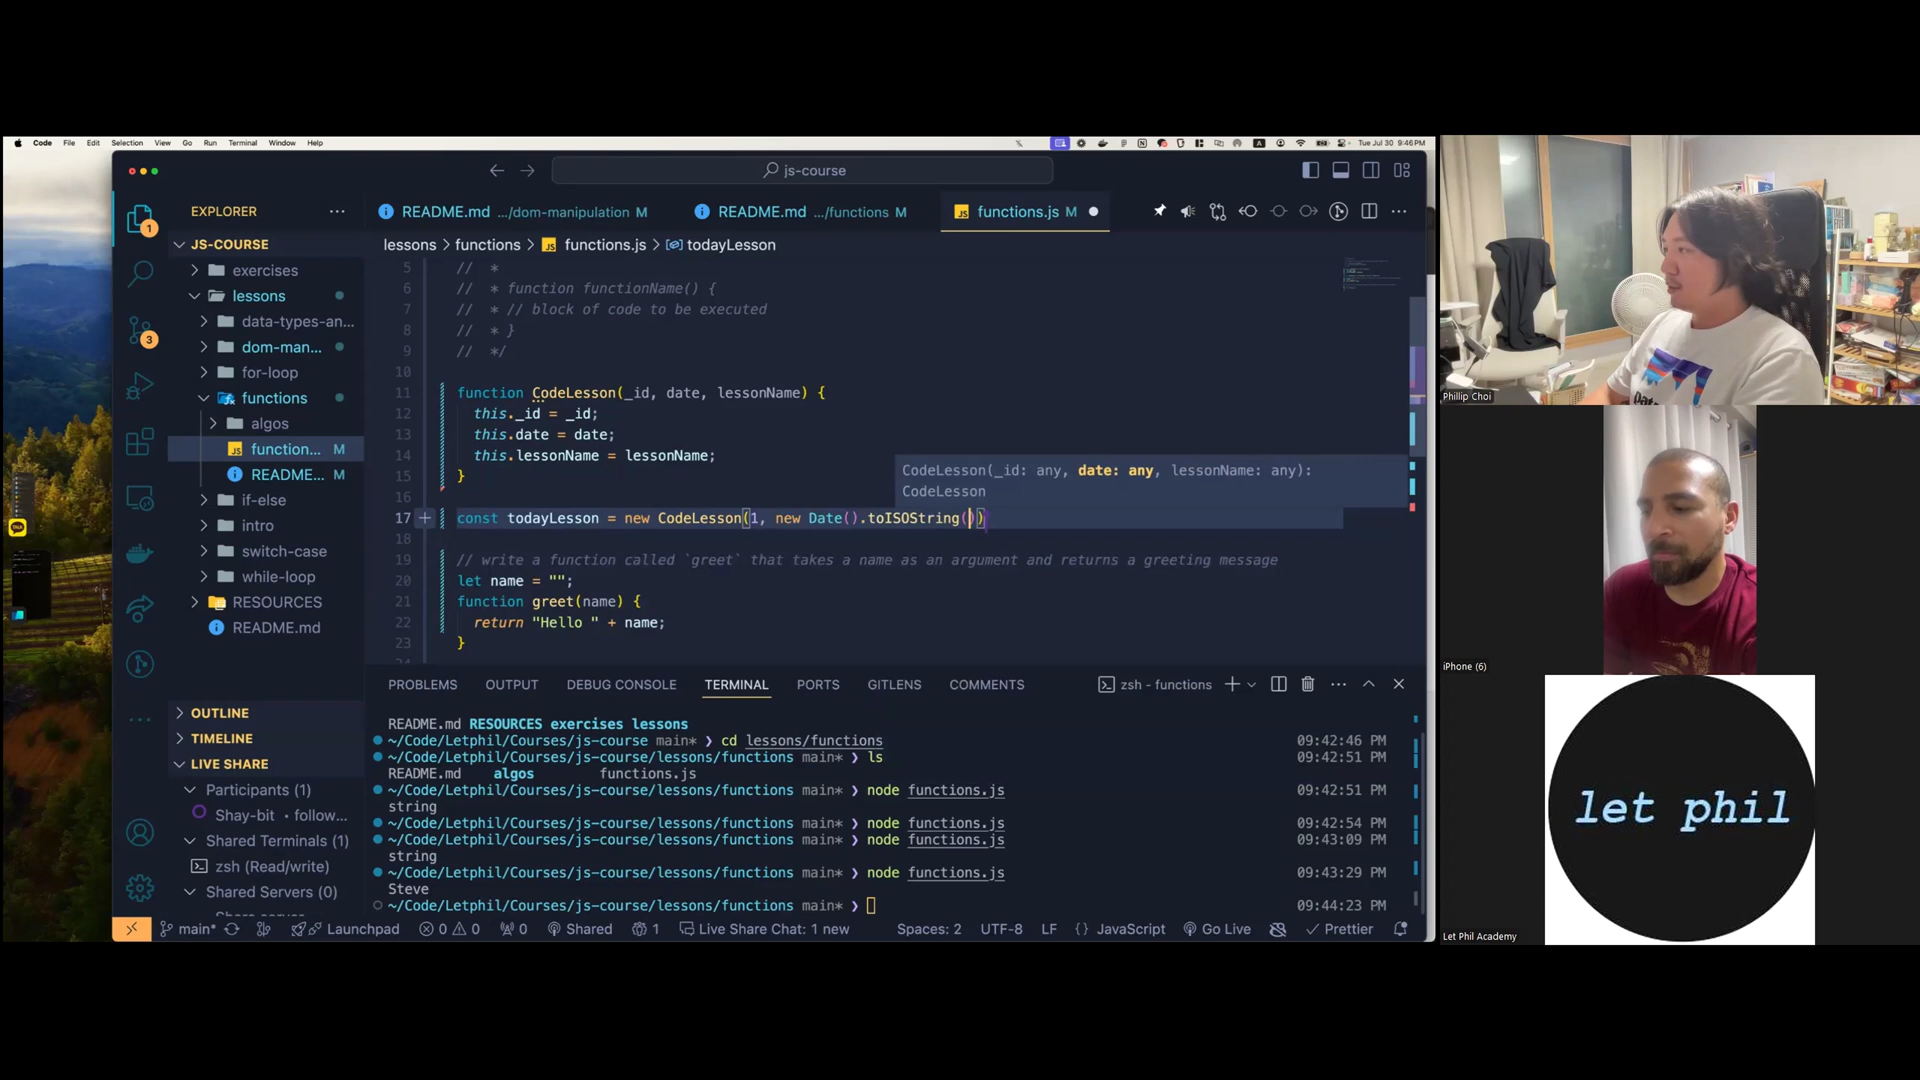 Code File Edit Selection View Go Run Terminal Window Help
Tue Jul 30 9:46 PM
js-course
EXPLORER
README.md .../dom-manipulation M
README.md .../functions M
JS functions.js M
JS-COURSE
lessons > functions > JS functions.js > todayLesson
exercises
lessons
data-types-an...
dom-man...
for-loop
functions
algos
JS function... M
README... M
if-else
intro
switch-case
while-loop
RESOURCES
README.md
OUTLINE
TIMELINE
LIVE SHARE
Participants (1)
Shay-bit • follow...
Shared Terminals (1)
zsh (Read/write)
Shared Servers (0)
1
3
5 // *
6 // * function functionName() {
7 // * // block of code to be executed
8 // * }
9 // */
10
11 function CodeLesson(_id, date, lessonName) {
12 this._id = _id;
13 this.date = date;
14 this.lessonName = lessonName;
15 }
16
CodeLesson(_id: any, date: any, lessonName: any):
CodeLesson
17 const todayLesson = new CodeLesson(1, new Date().toISOString())
18
19 // write a function called `greet` that takes a name as an argument and returns a greeting message
20 let name = "";
21 function greet(name) {
22 return "Hello " + name;
23 }
PROBLEMS OUTPUT DEBUG CONSOLE TERMINAL PORTS GITLENS COMMENTS
zsh - functions
README.md RESOURCES exercises lessons
~/Code/Letphil/Courses/js-course main* ❯ cd lessons/functions 09:42:46 PM
~/Code/Letphil/Courses/js-course/lessons/functions main* ❯ ls 09:42:51 PM
README.md algos functions.js
~/Code/Letphil/Courses/js-course/lessons/functions main* ❯ node functions.js 09:42:51 PM
string
~/Code/Letphil/Courses/js-course/lessons/functions main* ❯ node functions.js 09:42:54 PM
~/Code/Letphil/Courses/js-course/lessons/functions main* ❯ node functions.js 09:43:09 PM
string
~/Code/Letphil/Courses/js-course/lessons/functions main* ❯ node functions.js 09:43:29 PM
Steve
~/Code/Letphil/Courses/js-course/lessons/functions main* ❯ 09:44:23 PM
main* Launchpad 0 0 0 Shared 1 Live Share Chat: 1 new Spaces: 2 UTF-8 LF {} JavaScript Go Live Prettier
Phillip Choi
iPhone (6)
let phil
Let Phil Academy